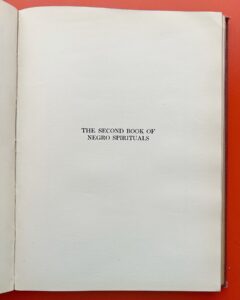 THE SECOND BOOK OF
NEGRO SPIRITUALS